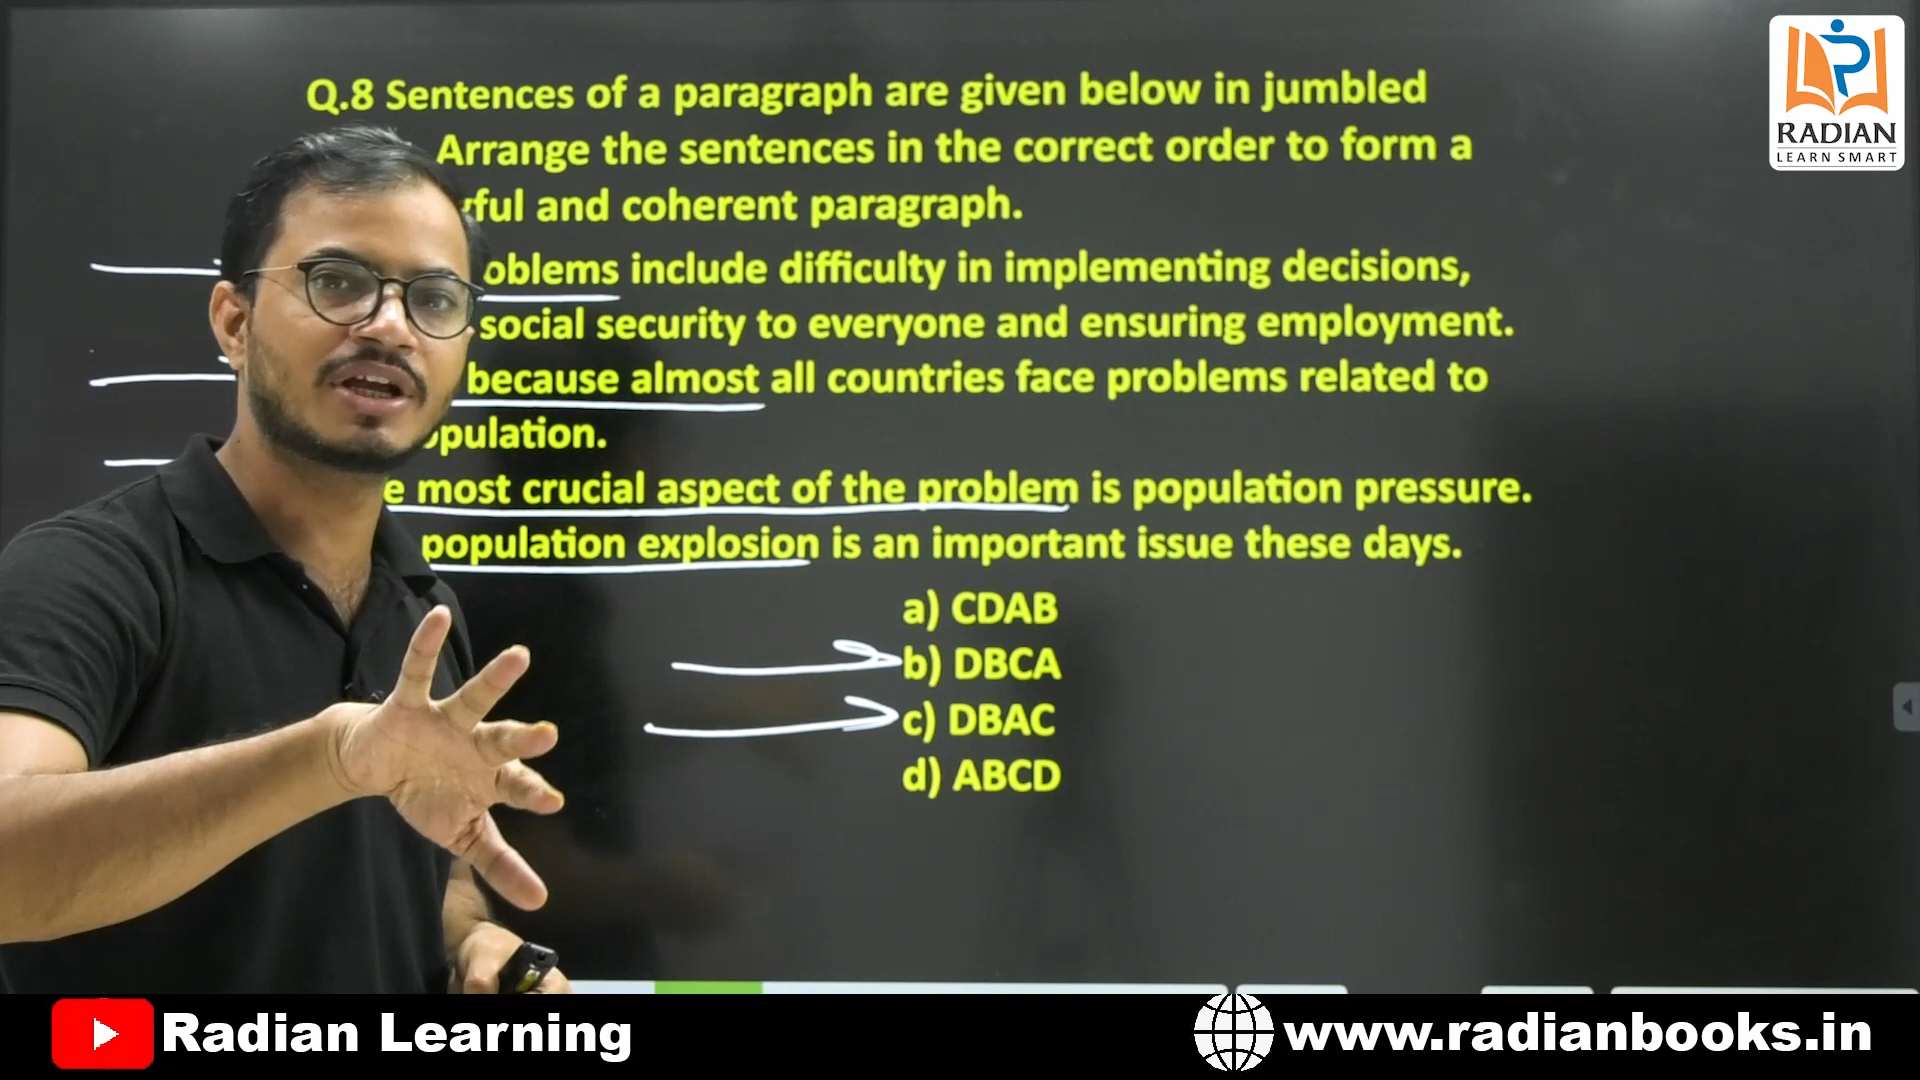 Q.8 Sentences of a paragraph are given below in jumbled
Arrange the sentences in the correct order to form a
and coherent paragraph.
include difficulty in implementing decisions,
social security to everyone and ensuring employment.
because almost all countries face problems related to
most crucial aspect of the problem is population pressure.
population explosion is an important issue these days.
a) CDAB
b) DBCA
c) DBAC
d) ABCD
RADIAN
LEARN SMART
Radian Learning
www.radianbooks.in